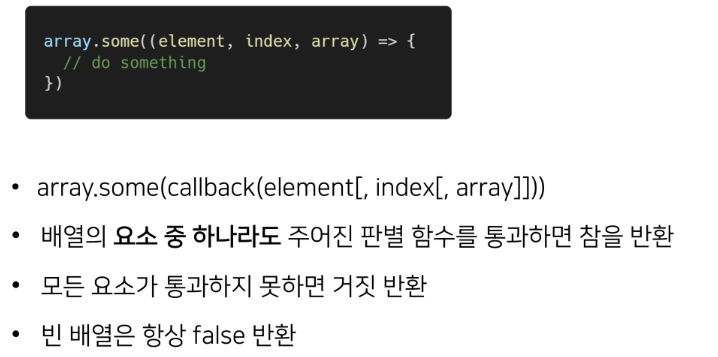 array.some((element, index, array) => {
  // do something
})
• array.some(callback(element[, index[, array]]))
• 배열의 요소 중 하나라도 주어진 판별 함수를 통과하면 참을 반환
• 모든 요소가 통과하지 못하면 거짓 반환
• 빈 배열은 항상 false 반환